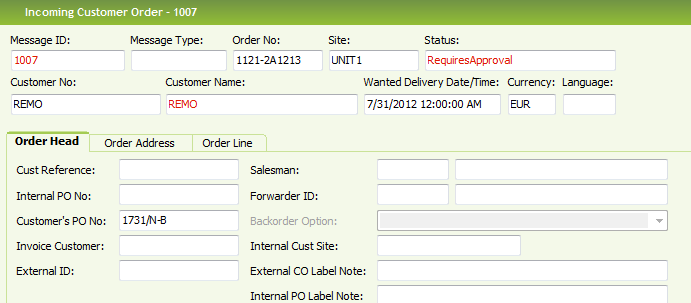 Incoming Customer Order - 1007
Message ID: Message Type: Order No: Site: Status:
1007 1121-2A1213 UNIT1 RequiresApproval
Customer No: Customer Name: Wanted Delivery Date/Time: Currency: Language:
REMO REMO 7/31/2012 12:00:00 AM EUR
Order Head Order Address Order Line
Cust Reference: Salesman:
Internal PO No: Forwarder ID:
Customer's PO No: 1731/N-B Backorder Option:
Invoice Customer: Internal Cust Site:
External ID: External CO Label Note:
Internal PO Label Note: